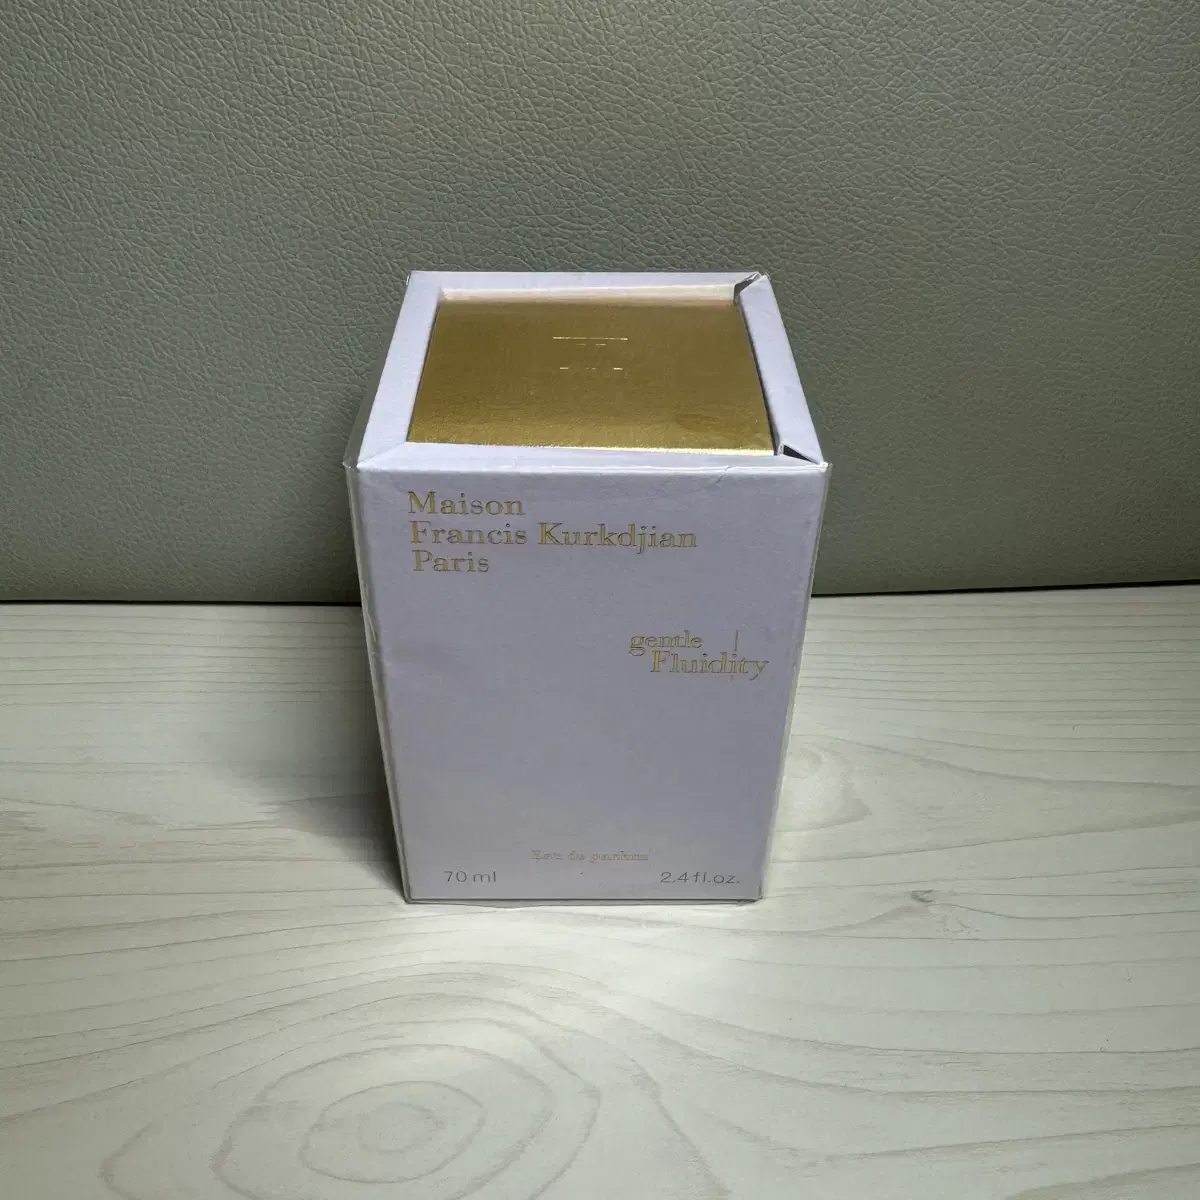 Maison
Francis Kurkdjian
Paris
gentle
Fluidity
Eau de parfum
70 ml 2.4 fl.oz.